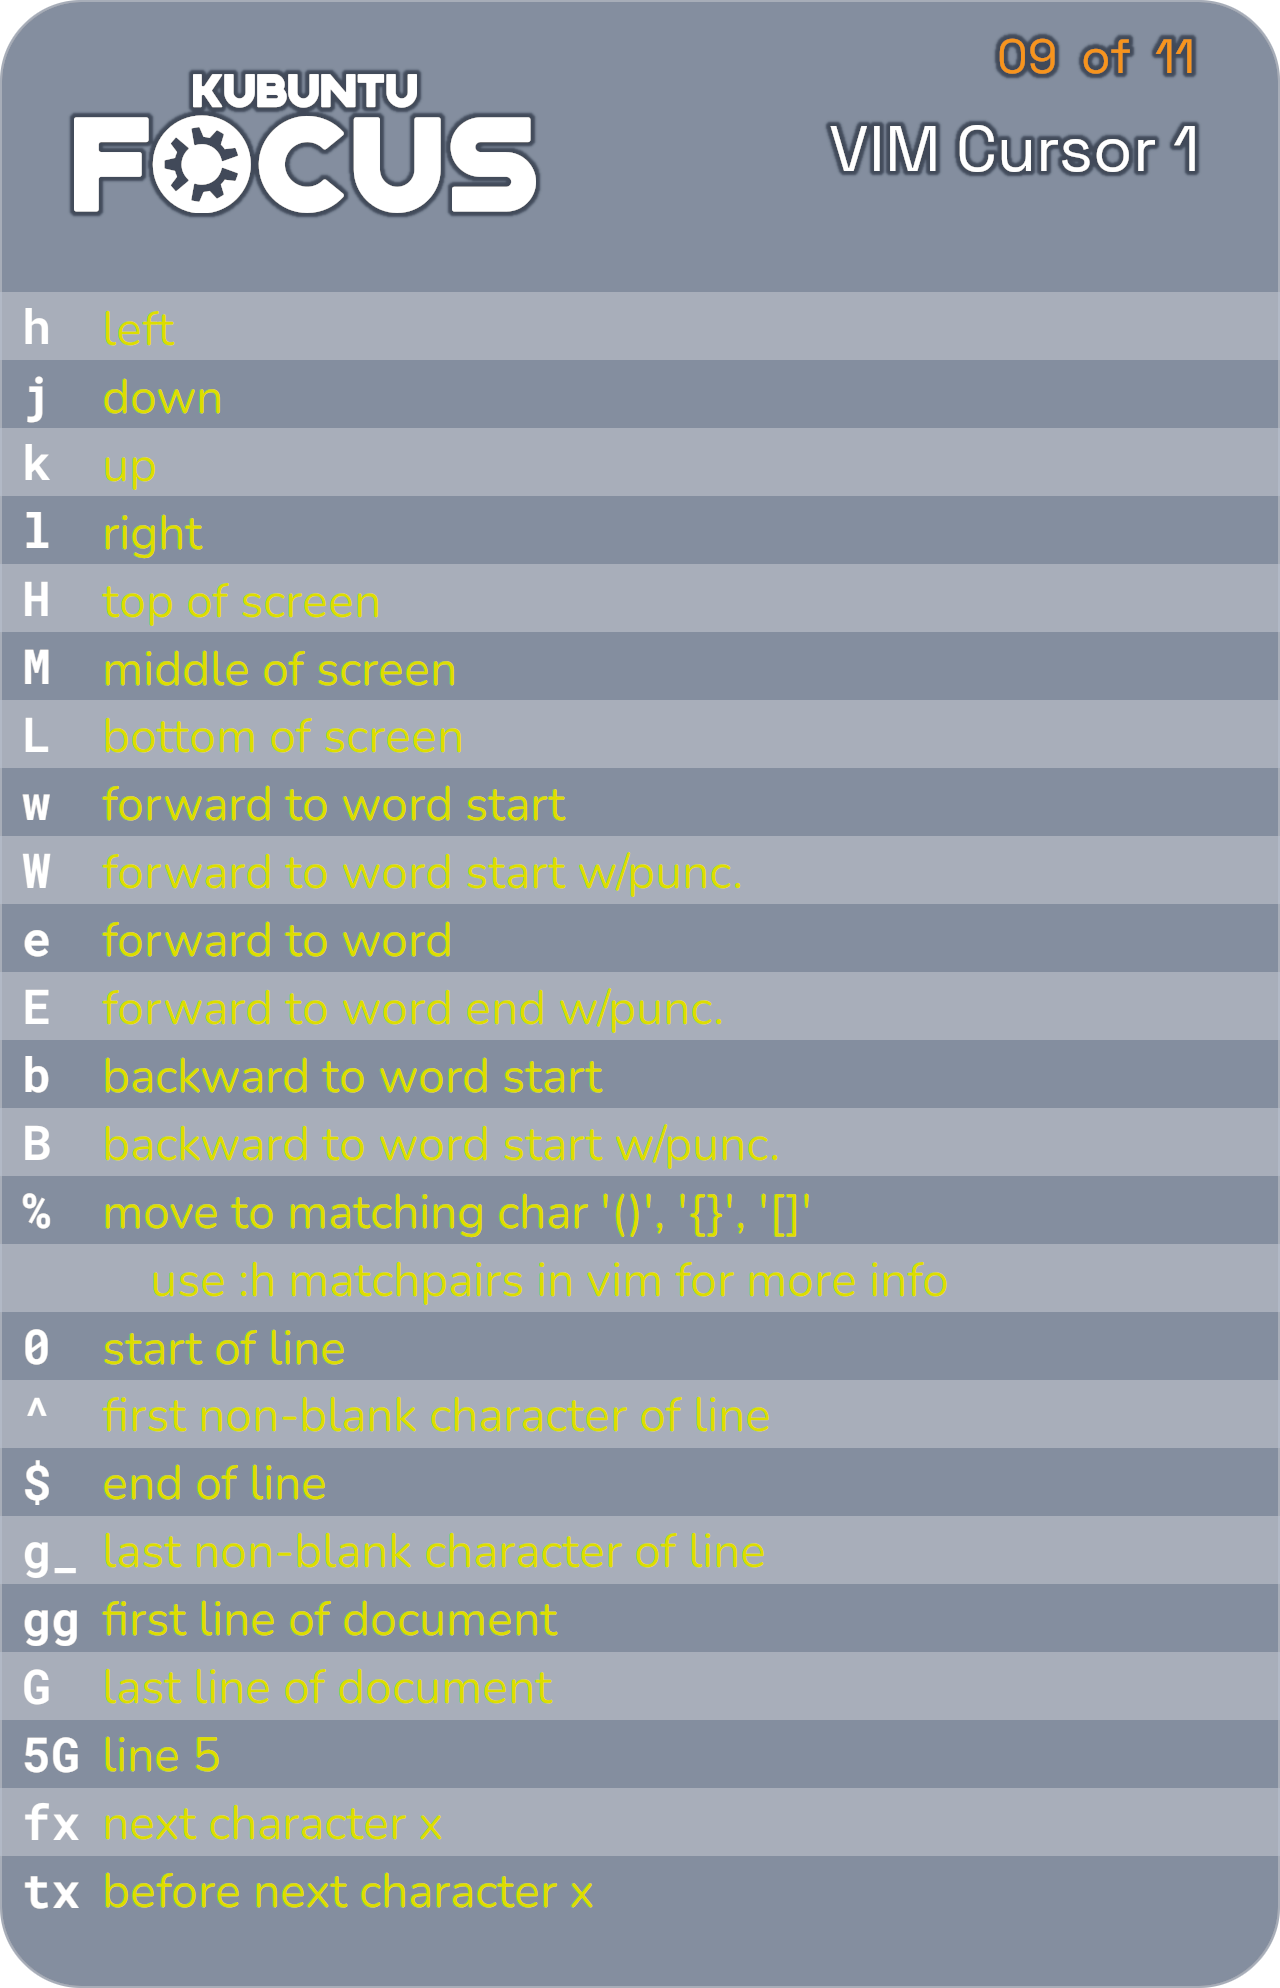 KUBUNTU
FOCUS
09 of 11
VIM Cursor 1
h left
j down
k up
l right
H top of screen
M middle of screen
L bottom of screen
w forward to word start
W forward to word start w/punc.
e forward to word
E forward to word end w/punc.
b backward to word start
B backward to word start w/punc.
% move to matching char '()', '{}', '[]'
use :h matchpairs in vim for more info
0 start of line
^ first non-blank character of line
$ end of line
g_ last non-blank character of line
gg first line of document
G last line of document
5G line 5
fx next character x
tx before next character x